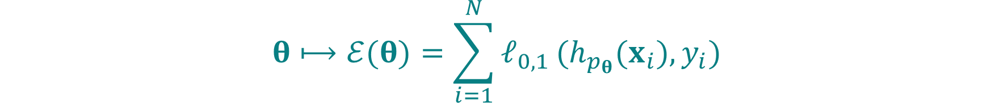 𝛉 ⟼ ℰ(𝛉) = ∑_{i=1}^{N} ℓ_{0,1} (h_{p_𝛉}(𝐱_i), y_i)